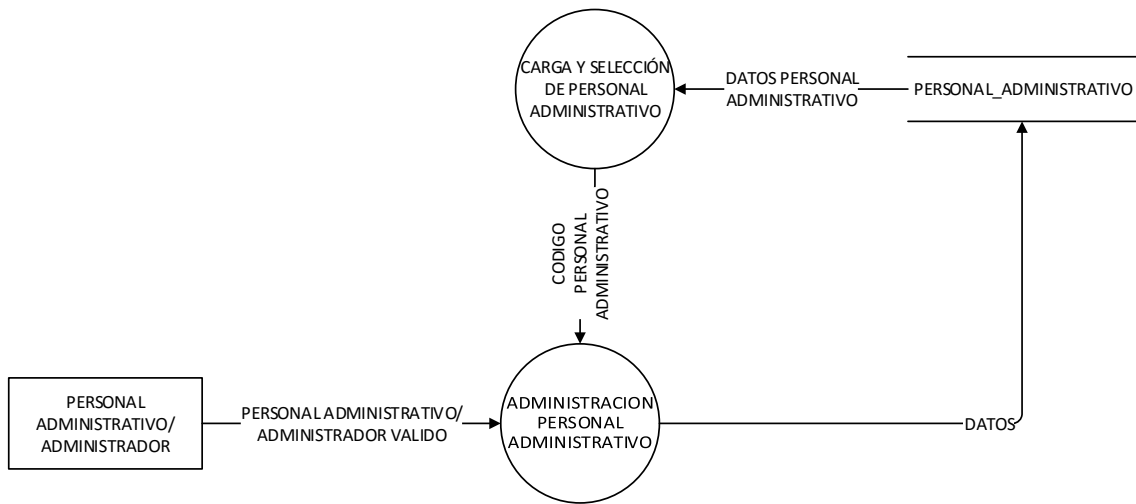 CARGA Y SELECCIÓN
DE PERSONAL
ADMINISTRATIVO
DATOS PERSONAL
ADMINISTRATIVO
PERSONAL_ADMINISTRATIVO
CODIGO
PERSONAL
ADMINISTRATIVO
PERSONAL
ADMINISTRATIVO/
ADMINISTRADOR
PERSONAL ADMINISTRATIVO/
ADMINISTRADOR VALIDO
ADMINISTRACION
PERSONAL
ADMINISTRATIVO
DATOS